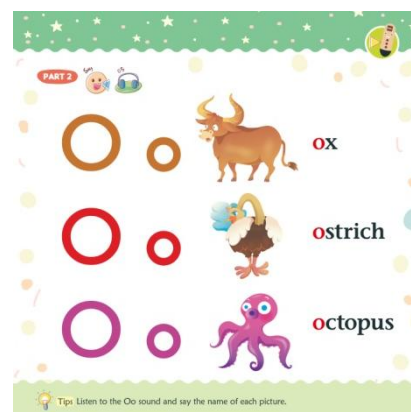 PART 2
O o ox
O o ostrich
O o octopus
Tips Listen to the Oo sound and say the name of each picture.